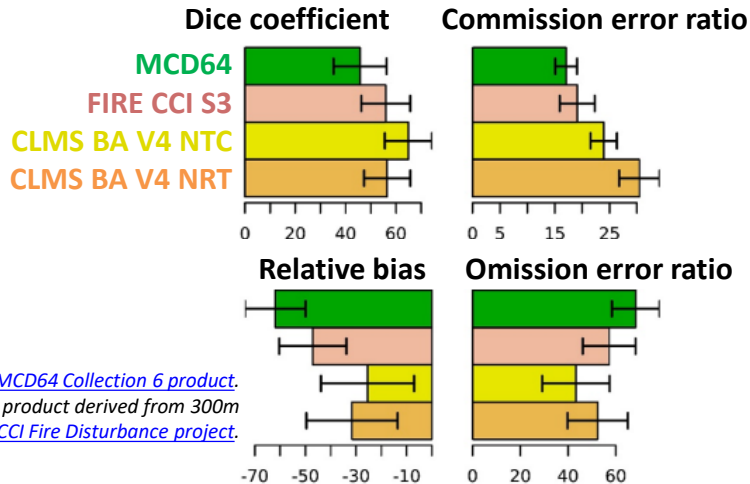 Dice coefficient
Commission error ratio
MCD64
FIRE CCI S3
CLMS BA V4 NTC
CLMS BA V4 NRT
0 20 40 60
0 5 15 25
Relative bias
Omission error ratio
MCD64 Collection 6 product.
product derived from 300m
CCI Fire Disturbance project.
-70 -50 -30 -10
0 20 40 60